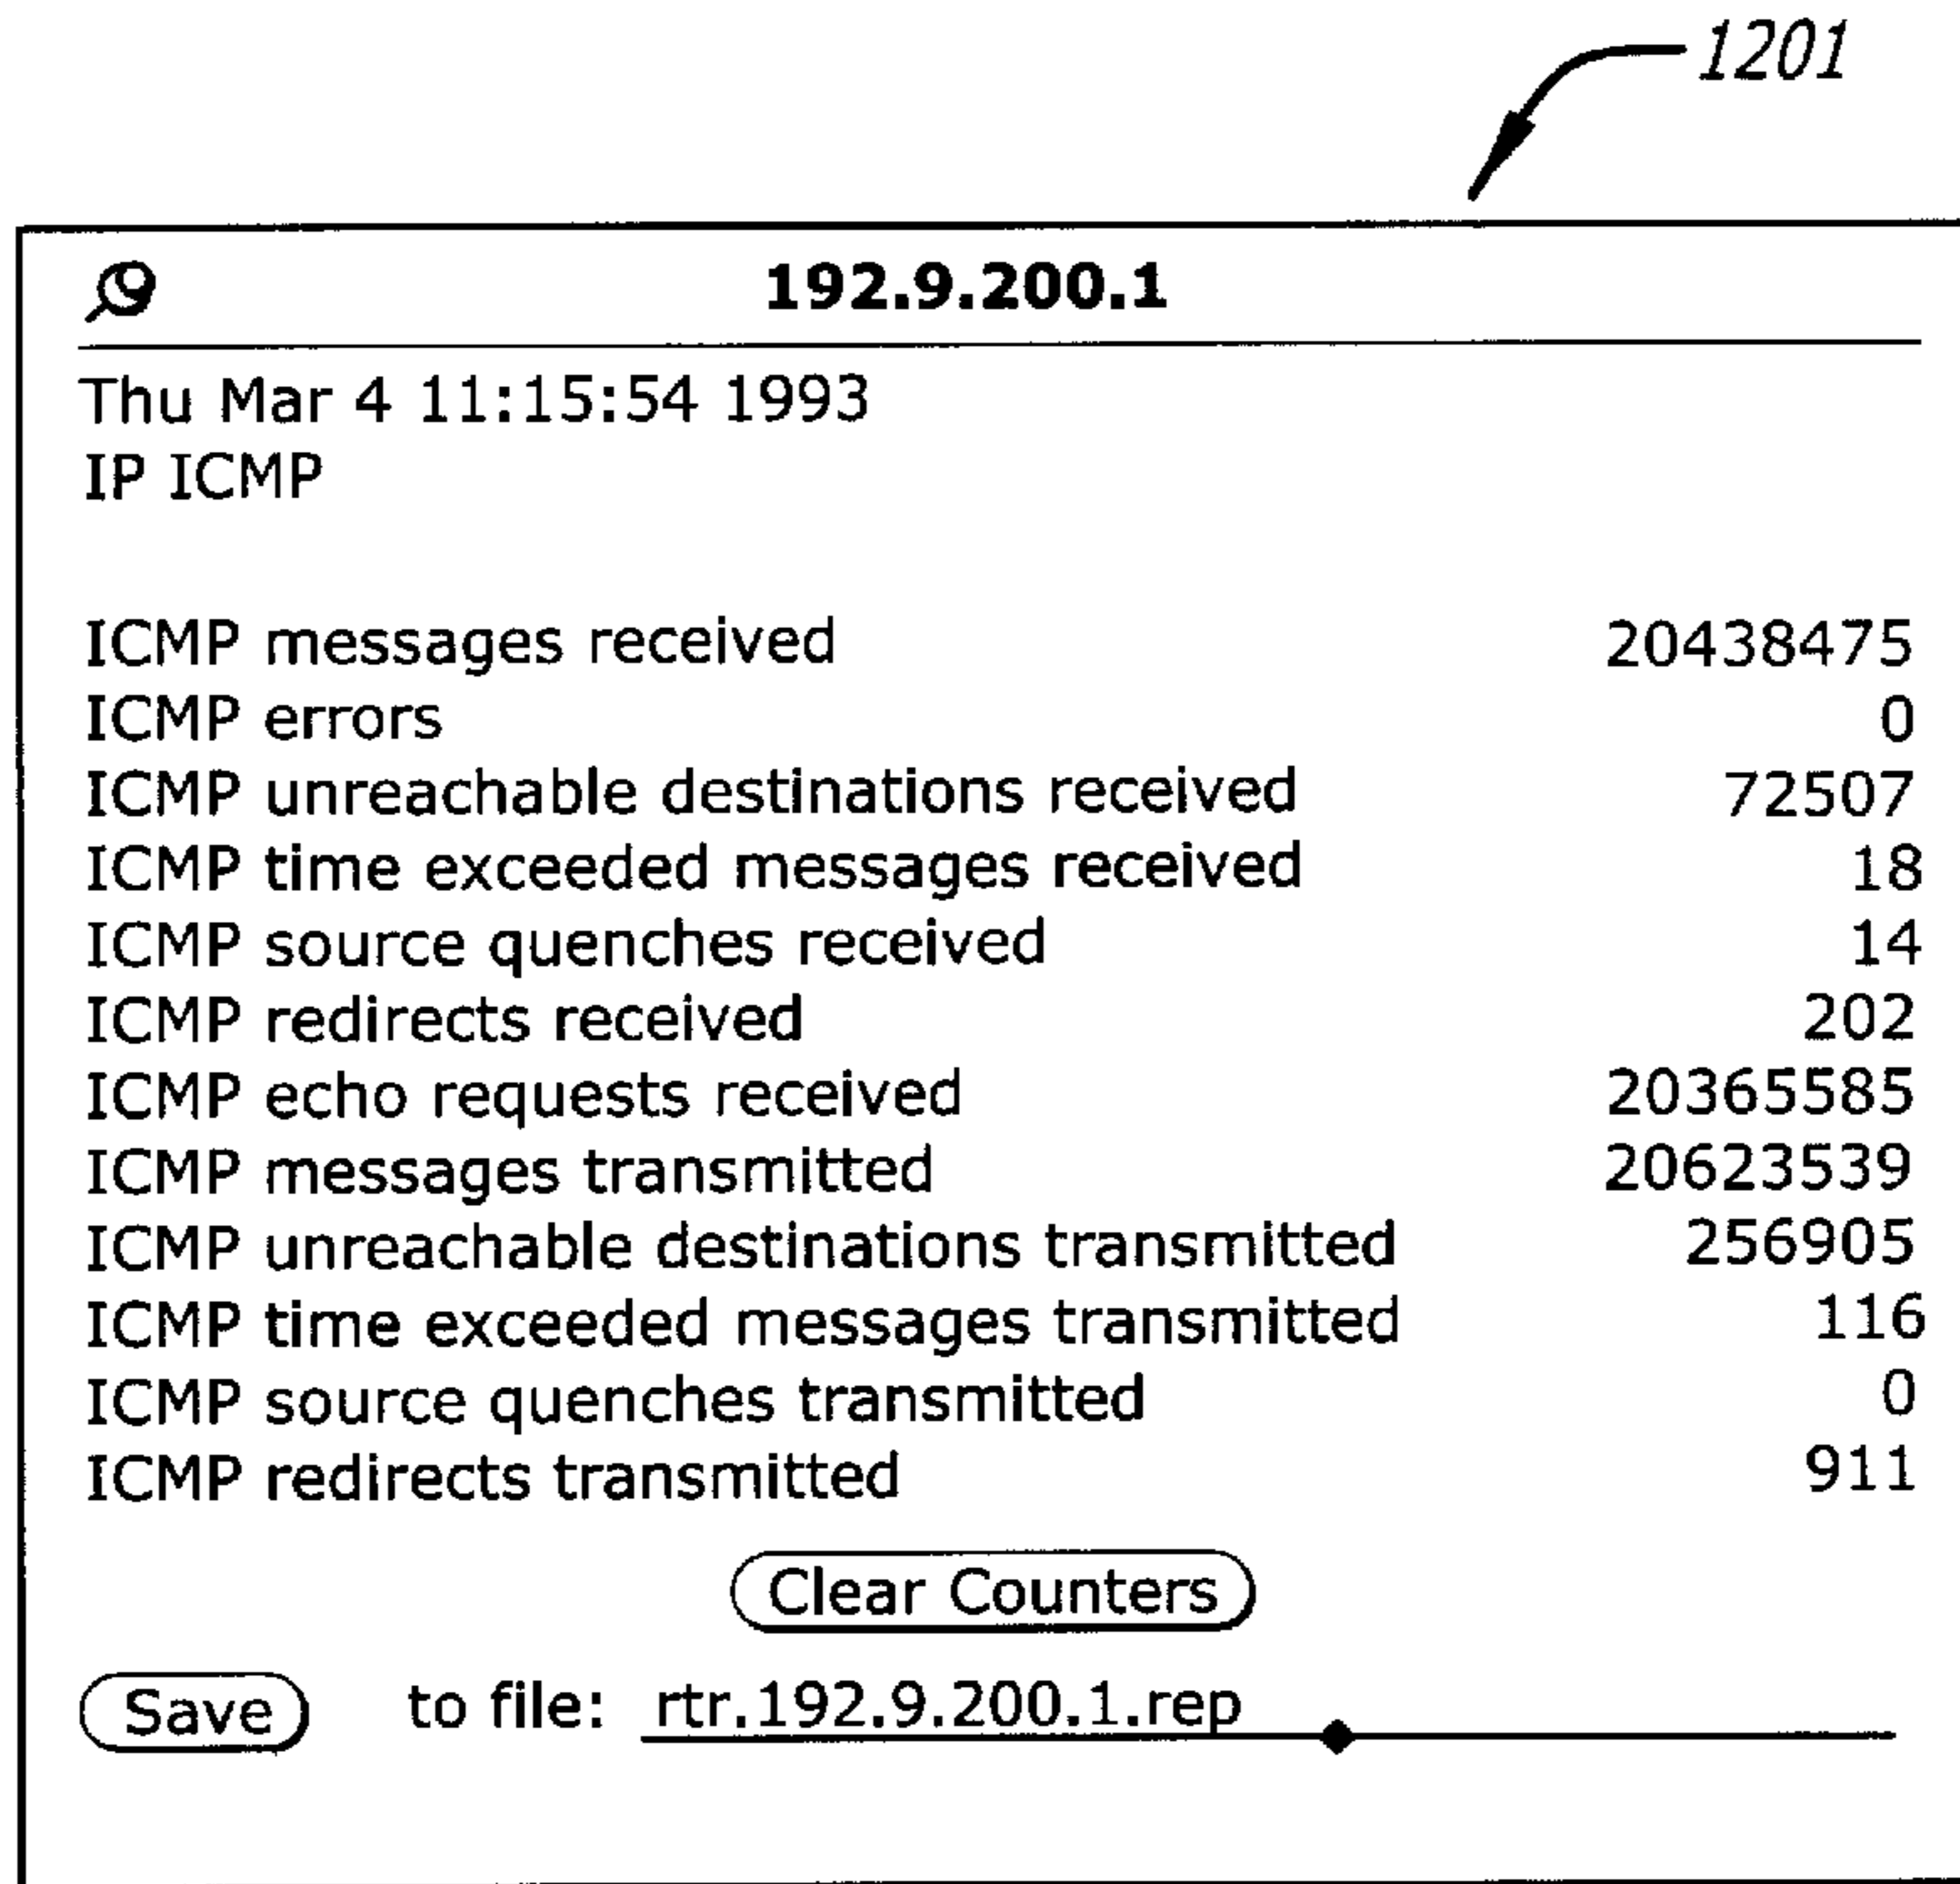 1201
192.9.200.1
Thu Mar 4 11:15:54 1993
IP ICMP
ICMP messages received 20438475
ICMP errors 0
ICMP unreachable destinations received 72507
ICMP time exceeded messages received 18
ICMP source quenches received 14
ICMP redirects received 202
ICMP echo requests received 20365585
ICMP messages transmitted 20623539
ICMP unreachable destinations transmitted 256905
ICMP time exceeded messages transmitted 116
ICMP source quenches transmitted 0
ICMP redirects transmitted 911
Clear Counters
Save to file: rtr.192.9.200.1.rep